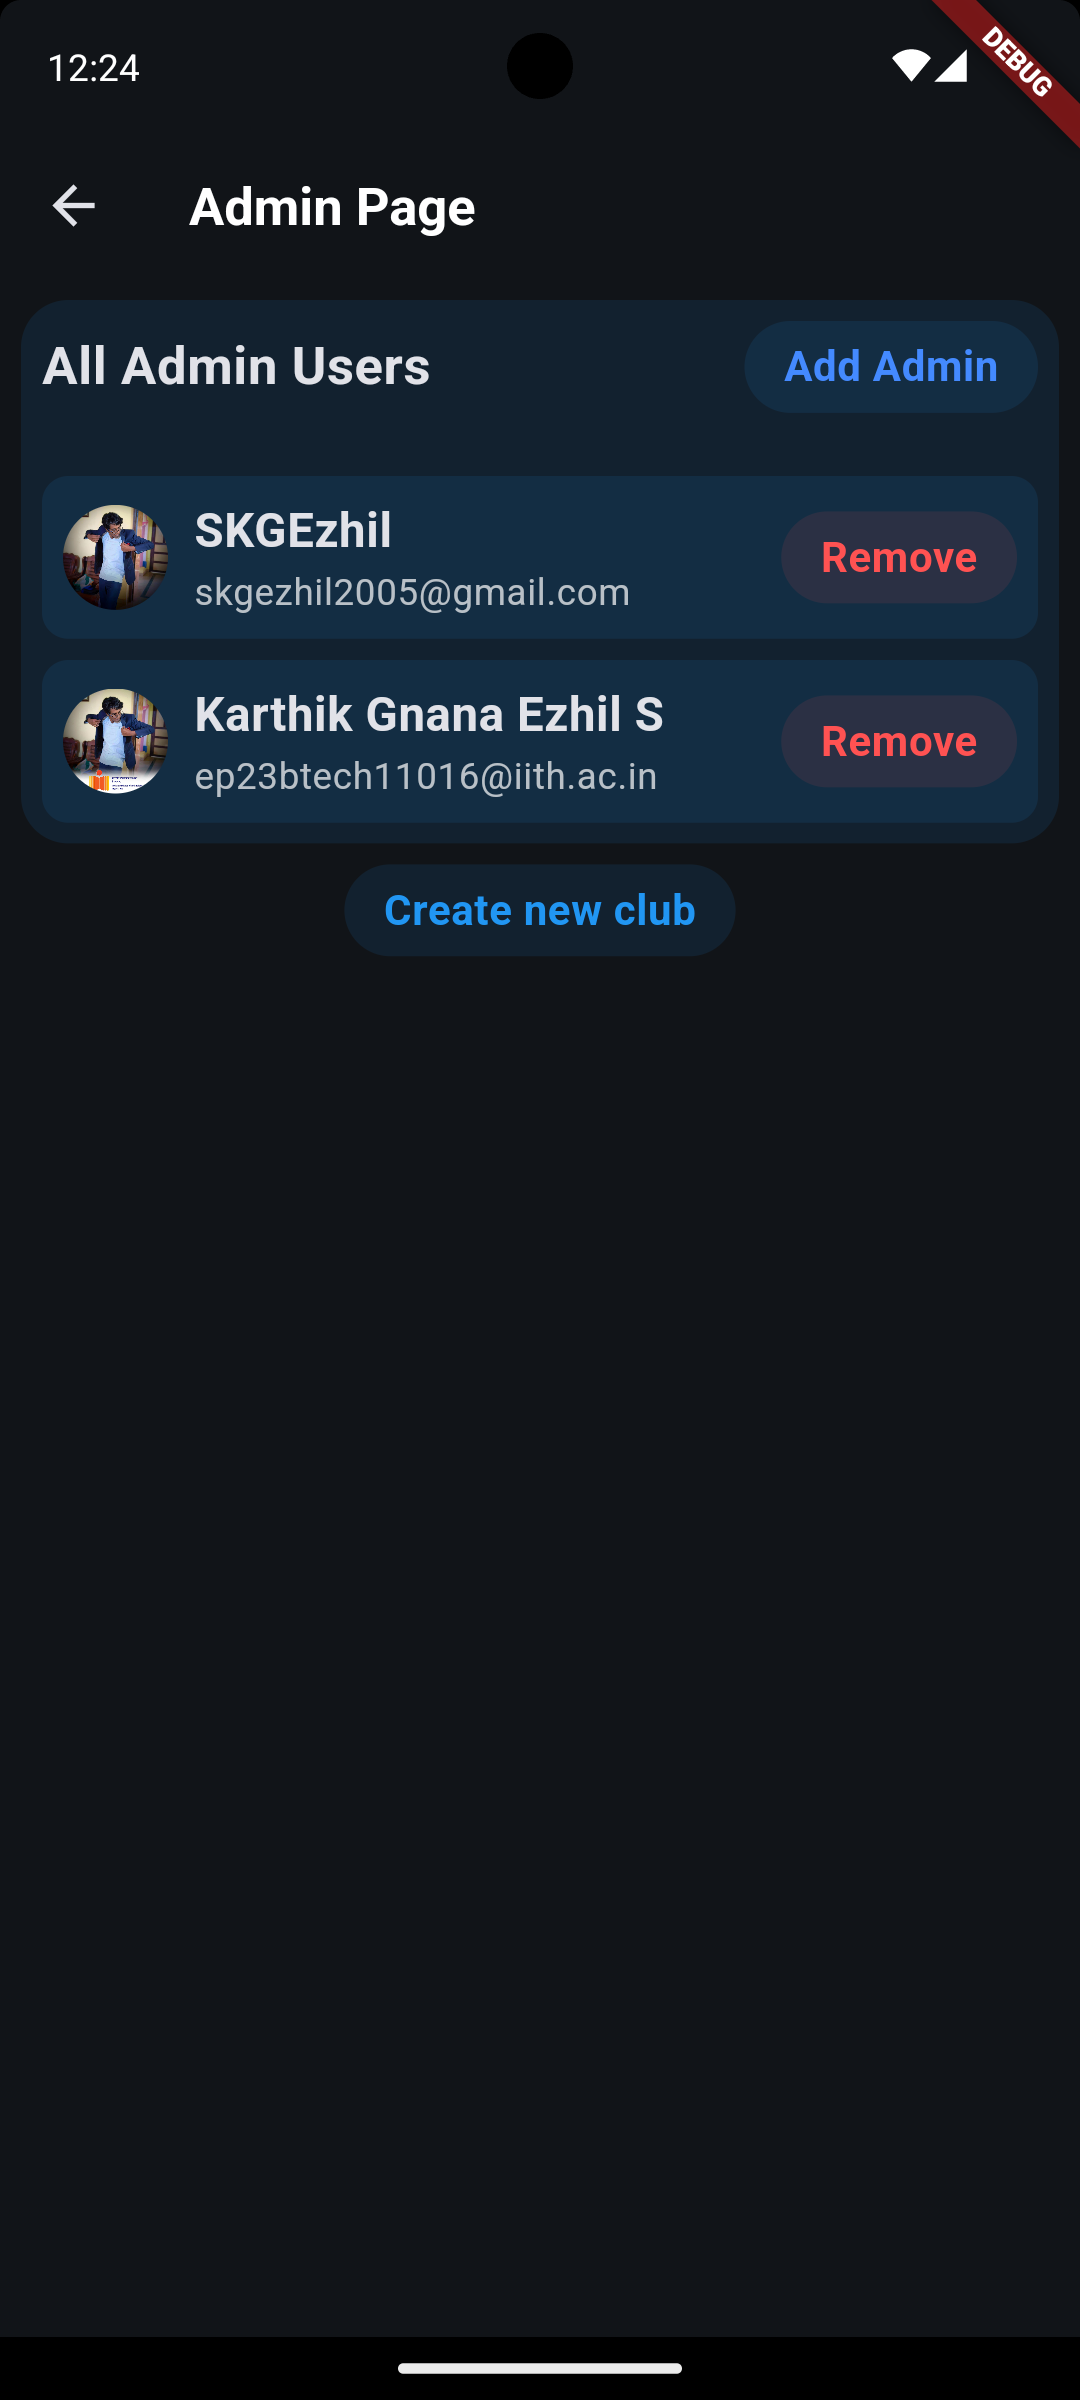 12:24
DEBUG
Admin Page
All Admin Users
Add Admin
SKGEzhil
skgezhil2005@gmail.com
Remove
Karthik Gnana Ezhil S
ep23btech11016@iith.ac.in
Remove
Create new club